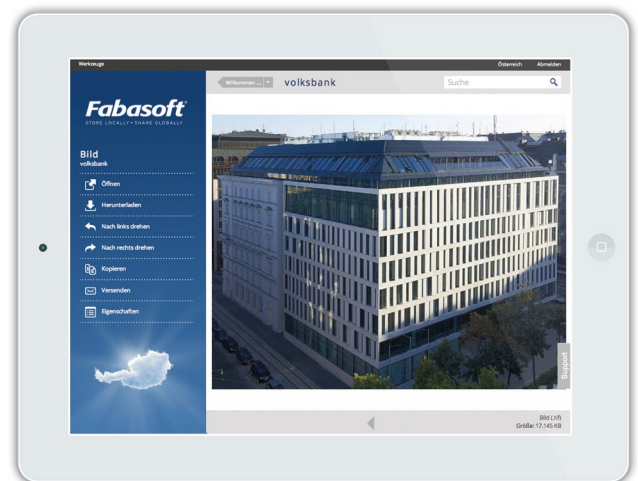 Werkzeuge
Österreich Abmelden
Willkommen ...
volksbank
Suche
Fabasoft
STORE LOCALLY • SHARE GLOBALLY
Bild
volksbank
Öffnen
Herunterladen
Nach links drehen
Nach rechts drehen
Kopieren
Versenden
Eigenschaften
Support
Bild (.tif)
Größe: 17.145 KB